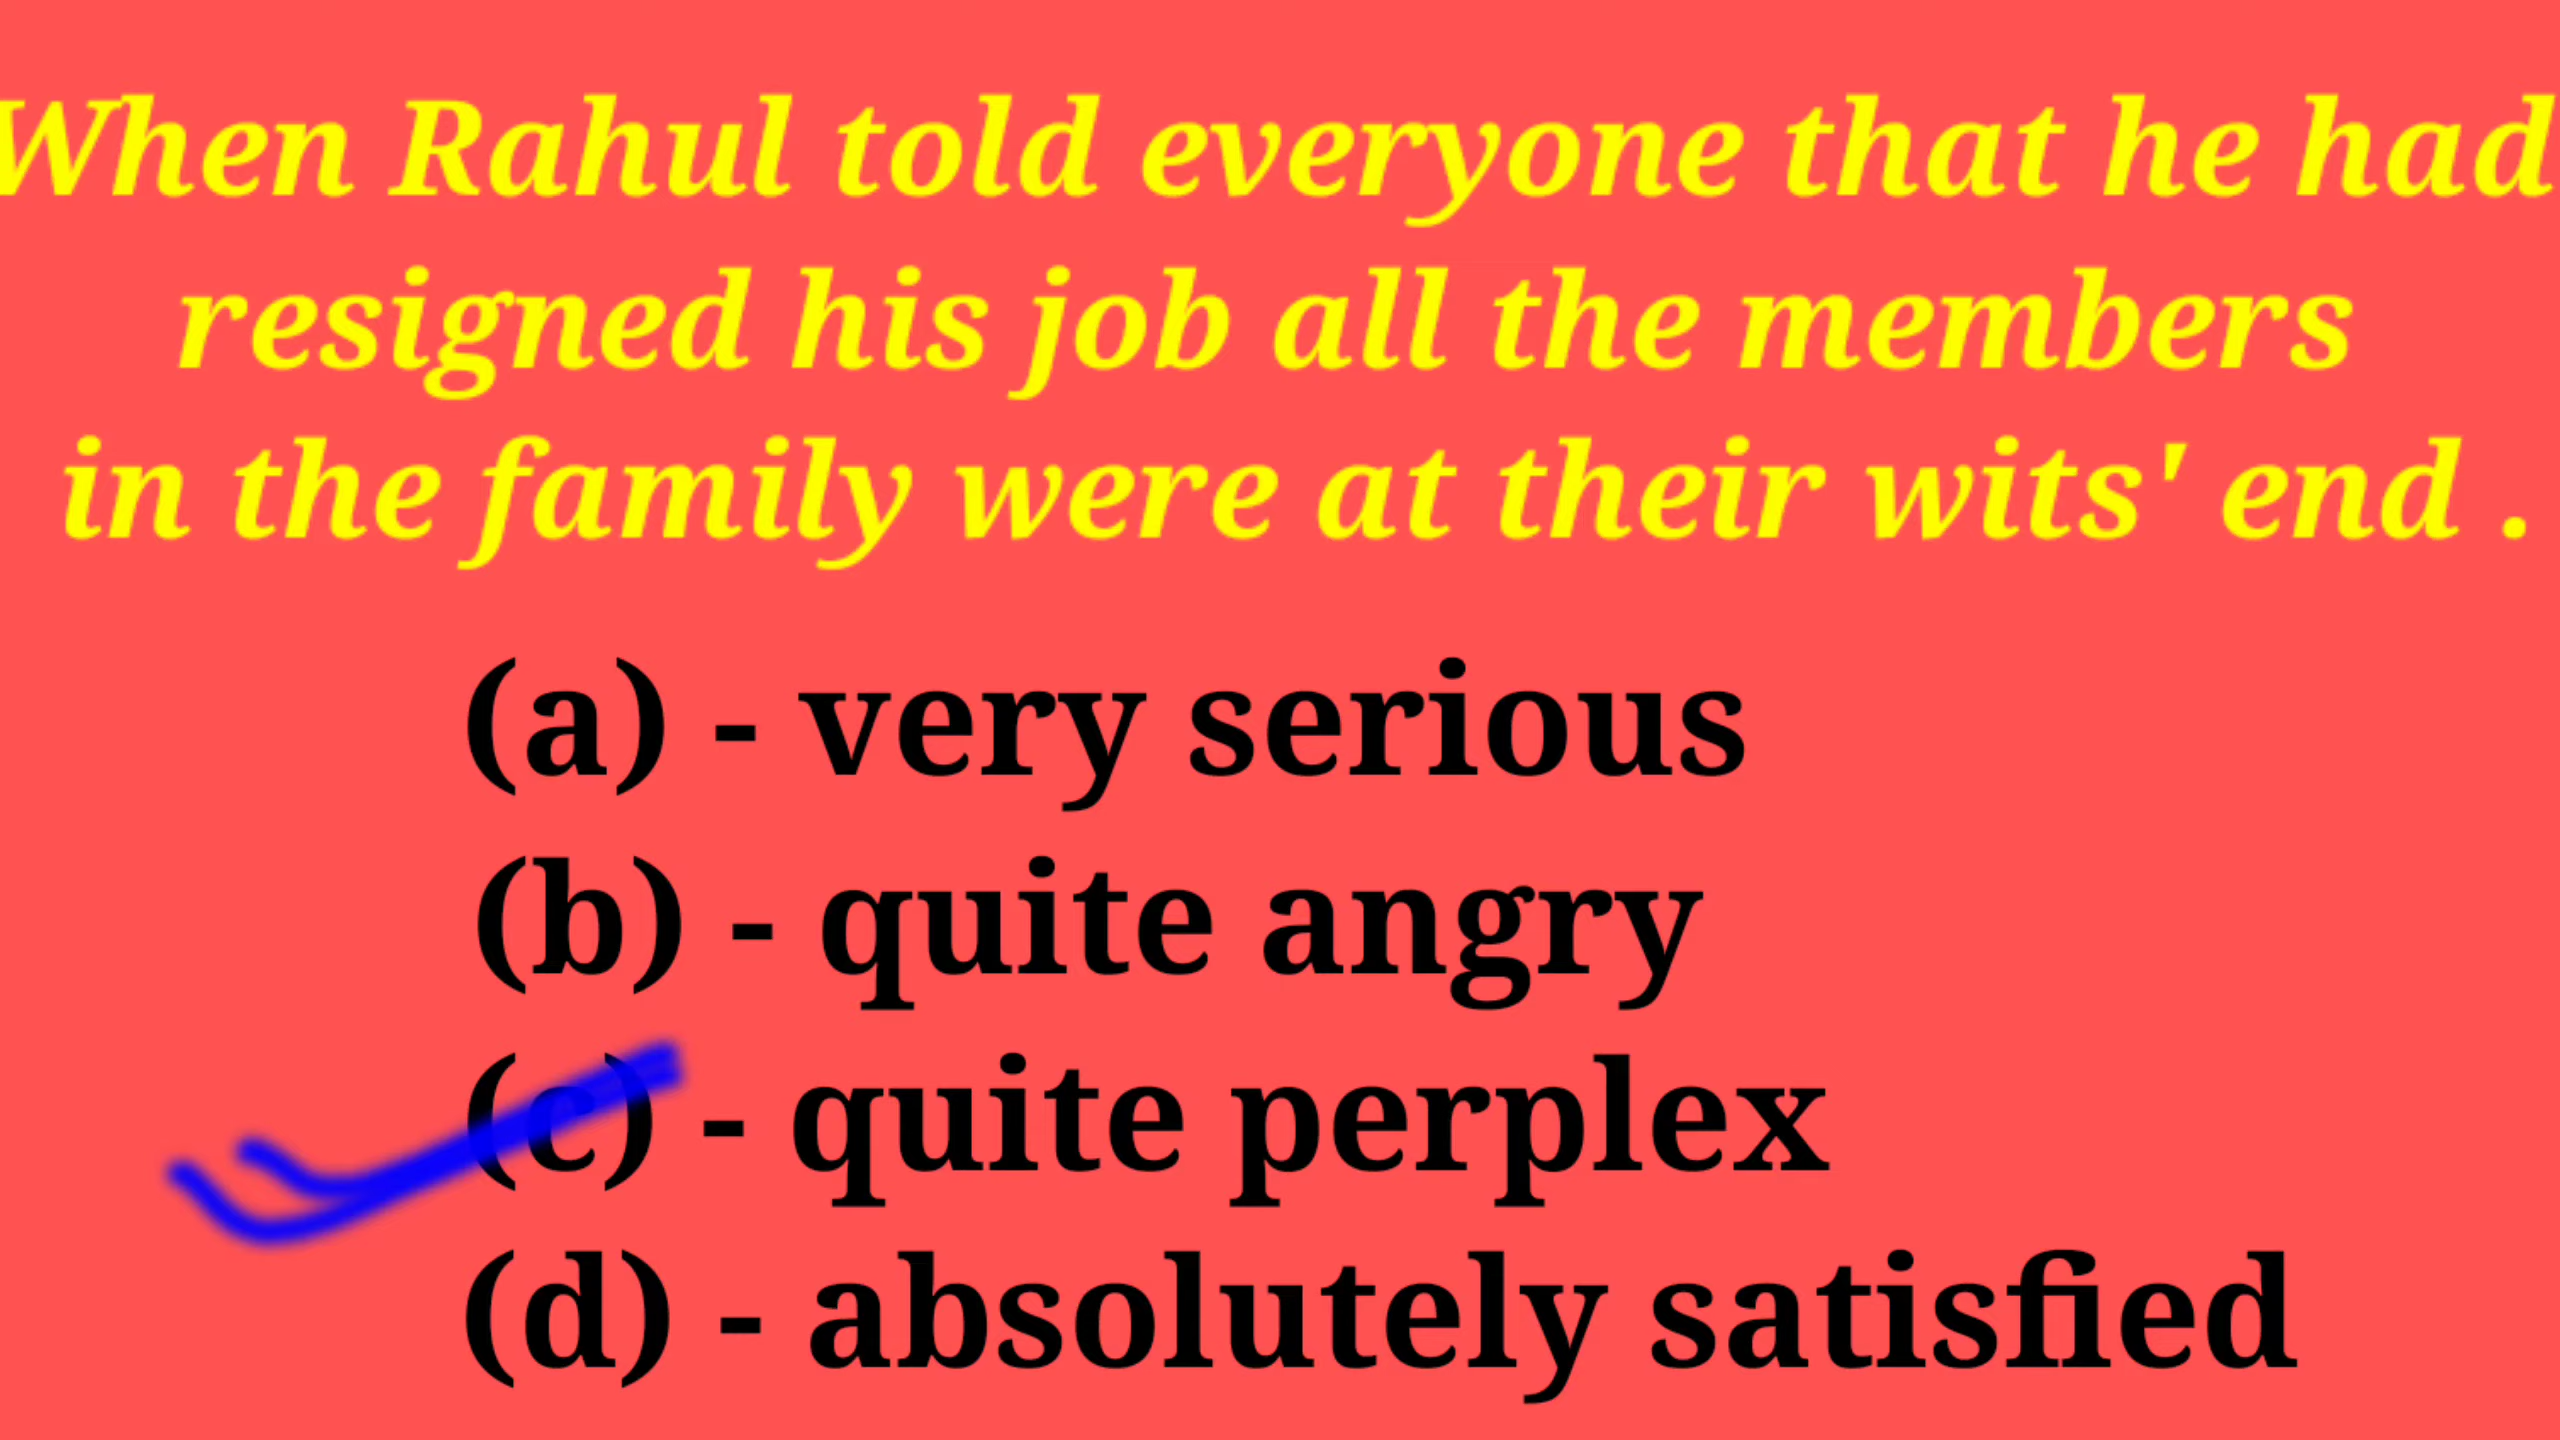 When Rahul told everyone that he had
resigned his job all the members
in the family were at their wits' end .
(a) - very serious
(b) - quite angry
(c) - quite perplex
(d) - absolutely satisfied